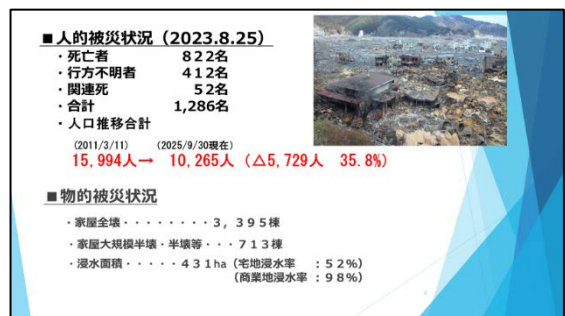 ■人的被災状況（2023.8.25）
・死亡者　８２２名
・行方不明者　４１２名
・関連死　５２名
・合計　1,286名
・人口推移合計
(2011/3/11)　(2025/9/30現在)
15,994人→ 10,265人（△5,729人　35.8%）
■物的被災状況
・家屋全壊・・・・・・・・３，３９５棟
・家屋大規模半壊・半壊等・・・７１３棟
・浸水面積・・・・・４３１ha（宅地浸水率　：５２%）
（商業地浸水率　：９８%）